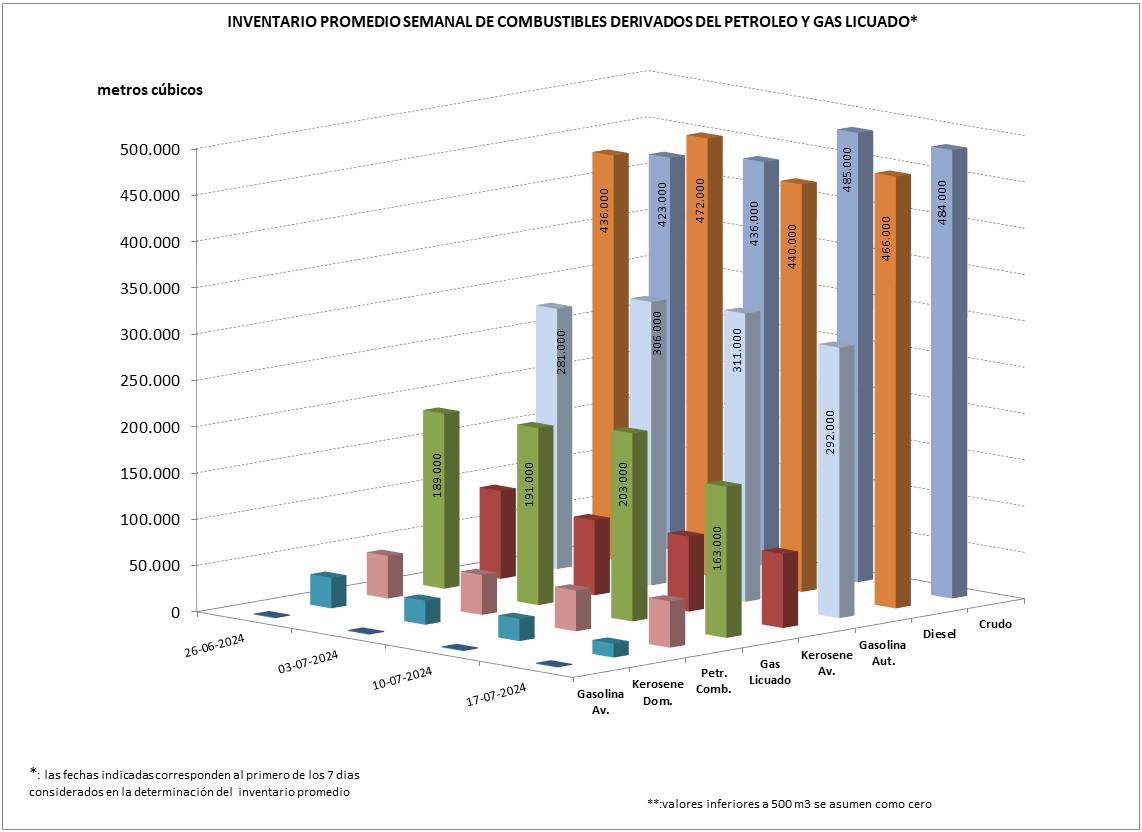 INVENTARIO PROMEDIO SEMANAL DE COMBUSTIBLES DERIVADOS DEL PETROLEO Y GAS LICUADO*
metros cúbicos
500.000
450.000
400.000
350.000
300.000
250.000
200.000
150.000
100.000
50.000
0
436.000
423.000
472.000
436.000
440.000
485.000
466.000
484.000
281.000
306.000
311.000
292.000
189.000
191.000
203.000
163.000
26-06-2024
03-07-2024
10-07-2024
17-07-2024
Gasolina
Av.
Kerosene
Dom.
Petr.
Comb.
Gas
Licuado
Kerosene
Av.
Gasolina
Aut.
Diesel
Crudo
*: las fechas indicadas corresponden al primero de los 7 dias
considerados en la determinación del inventario promedio
**:valores inferiores a 500 m3 se asumen como cero